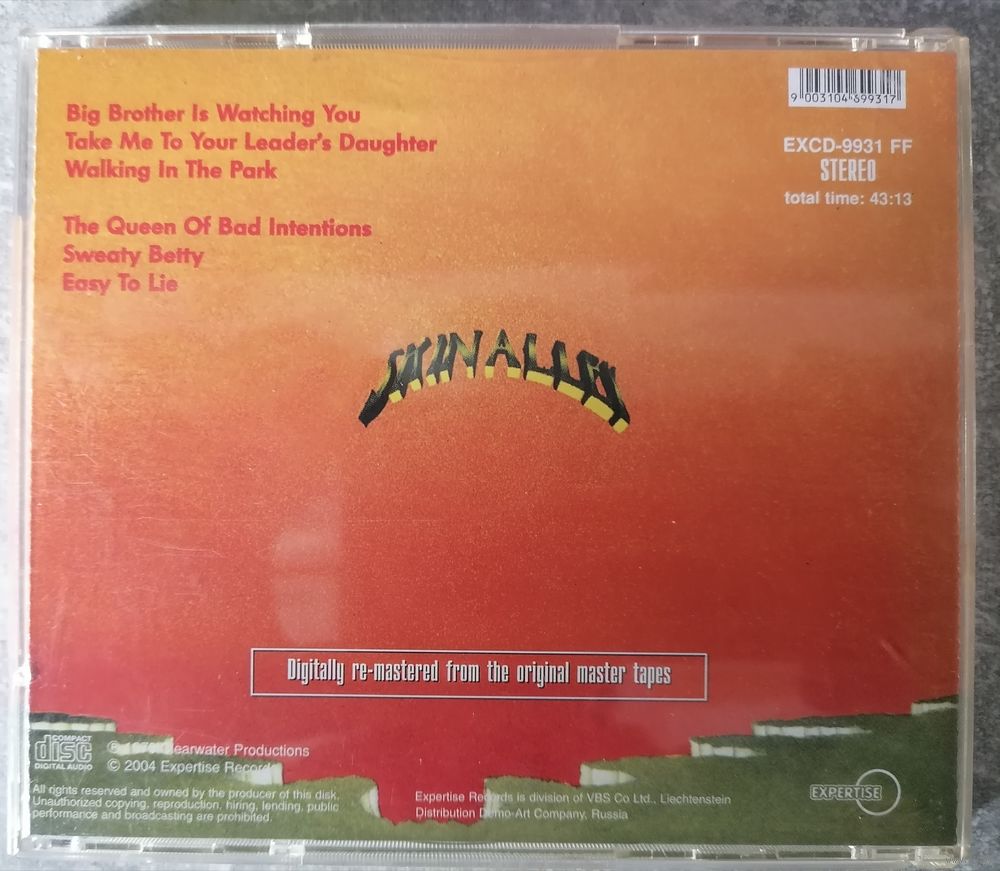 Big Brother Is Watching You
Take Me To Your Leader's Daughter
Walking In The Park
The Queen Of Bad Intentions
Sweaty Betty
Easy To Lie
9 003104 699317
EXCD-9931 FF
STEREO
total time: 43:13
SKIN ALLEY
Digitally re-mastered from the original master tapes
COMPACT
disc
DIGITAL AUDIO
Productions
© 2004 Expertise Records
All rights reserved and owned by the producer of this disk.
Unauthorized copying, reproduction, hiring, lending, public
performance and broadcasting are prohibited.
Expertise Records is division of VBS Co Ltd., Liechtenstein
Distribution Demo-Art Company, Russia
EXPERTISE